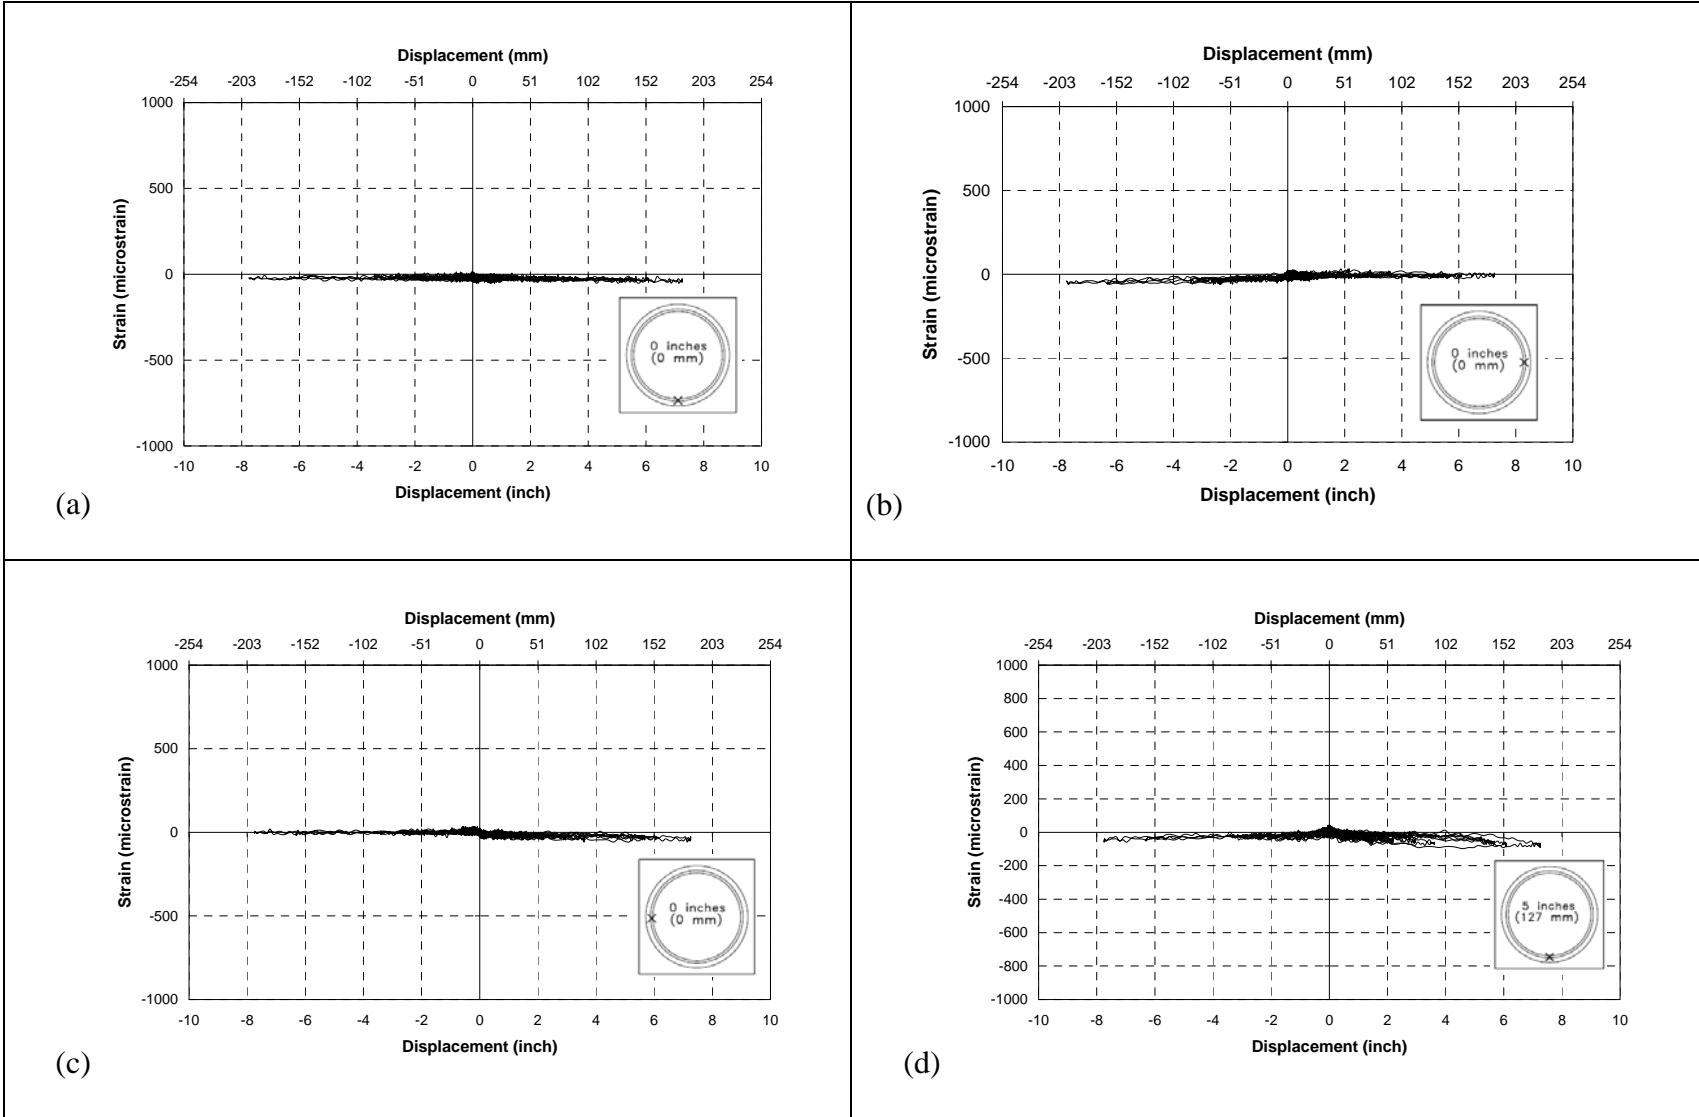 Displacement (mm)
-254 -203 -152 -102 -51 0 51 102 152 203 254
1000
500
0
-500
-1000
Strain (microstrain)
0 inches
(0 mm)
-10 -8 -6 -4 -2 0 2 4 6 8 10
Displacement (inch)
(a)
Displacement (mm)
-254 -203 -152 -102 -51 0 51 102 152 203 254
1000
500
0
-500
-1000
Strain (microstrain)
0 inches
(0 mm)
-10 -8 -6 -4 -2 0 2 4 6 8 10
Displacement (inch)
(b)
Displacement (mm)
-254 -203 -152 -102 -51 0 51 102 152 203 254
1000
500
0
-500
-1000
Strain (microstrain)
0 inches
(0 mm)
-10 -8 -6 -4 -2 0 2 4 6 8 10
Displacement (inch)
(c)
Displacement (mm)
-254 -203 -152 -102 -51 0 51 102 152 203 254
1000
800
600
400
200
0
-200
-400
-600
-800
-1000
Strain (microstrain)
5 inches
(127 mm)
-10 -8 -6 -4 -2 0 2 4 6 8 10
Displacement (inch)
(d)